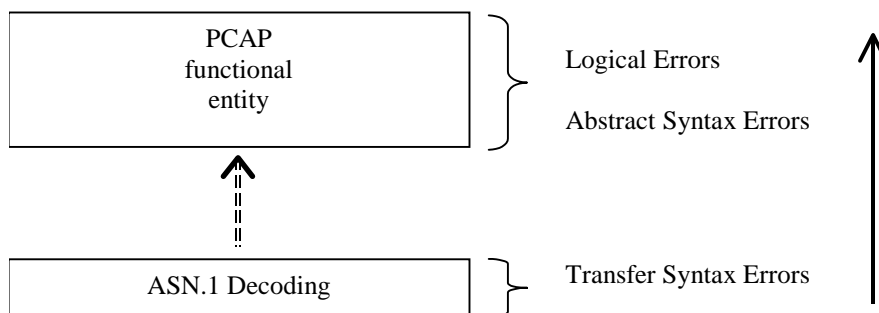 PCAP
functional
entity
Logical Errors
Abstract Syntax Errors
ASN.1 Decoding
Transfer Syntax Errors